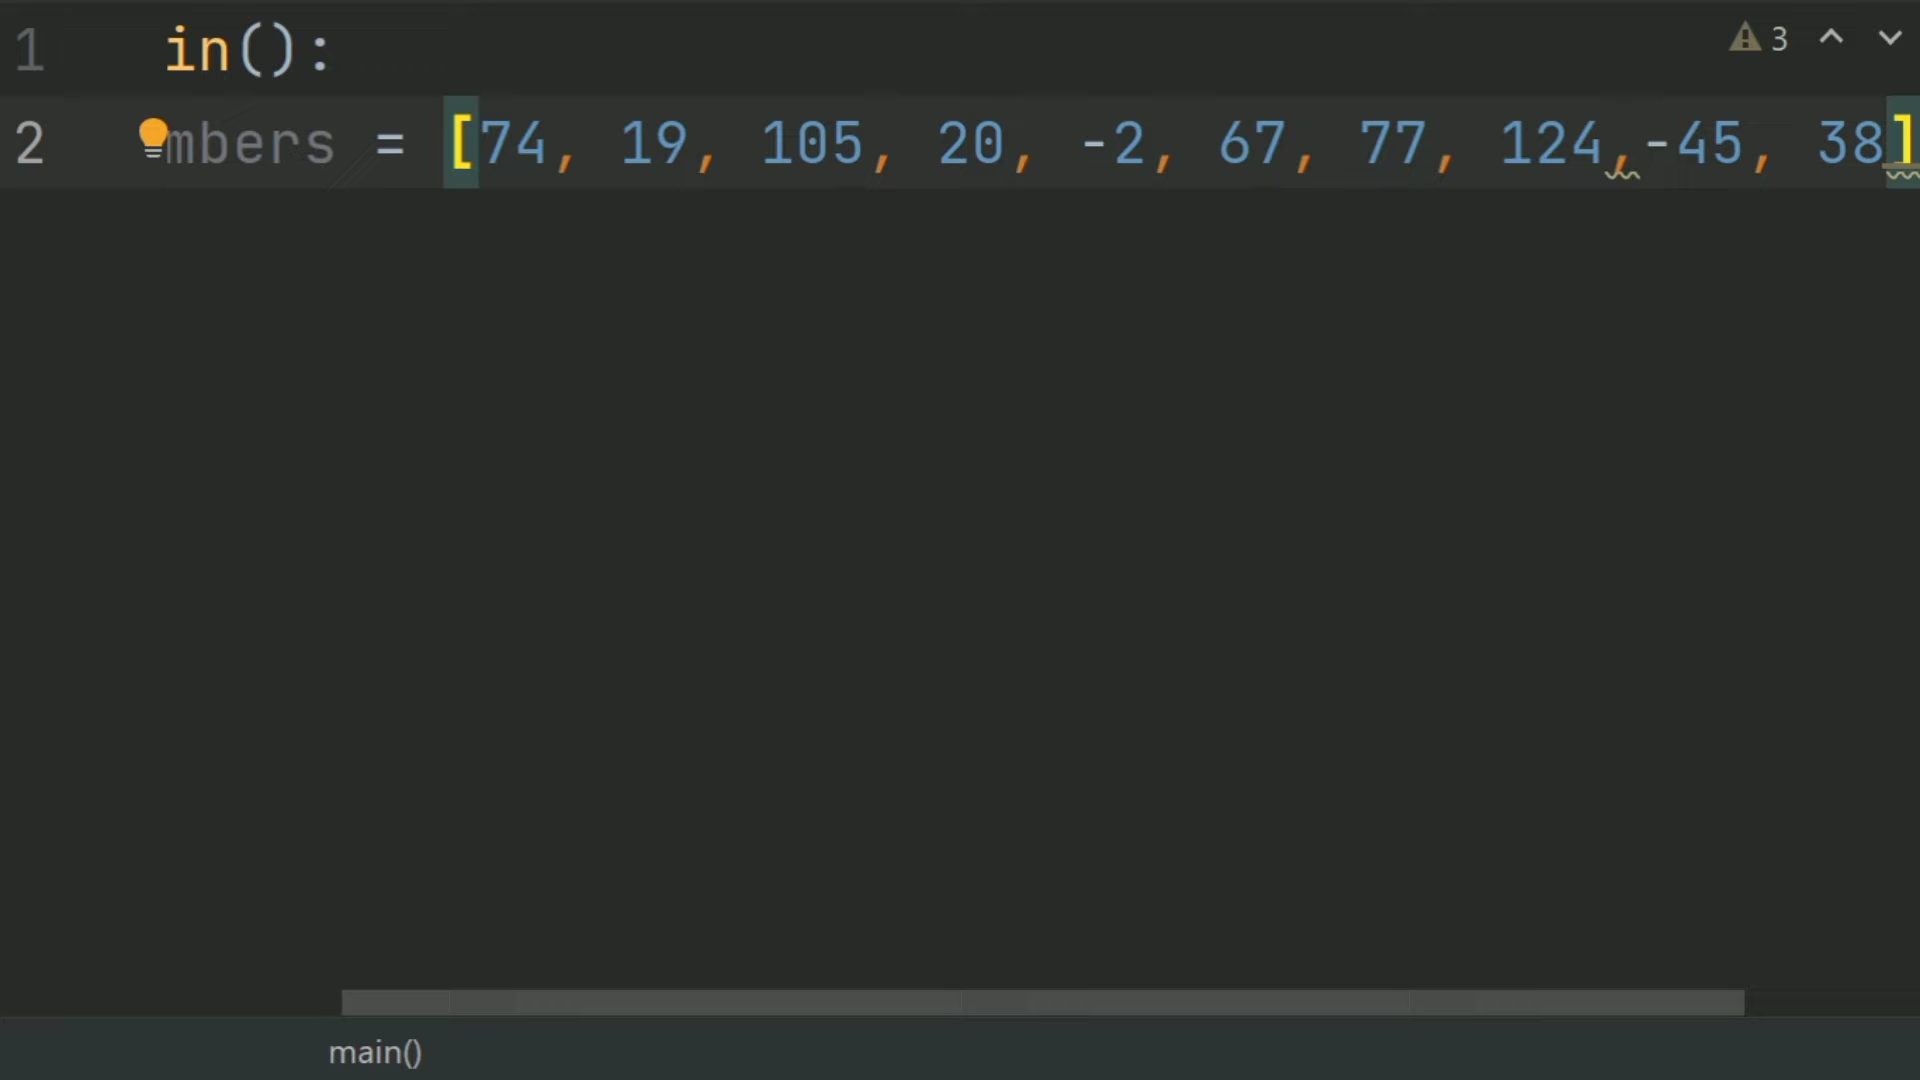 3
1 in():
2 mbers = [74, 19, 105, 20, -2, 67, 77, 124,-45, 38]
main()